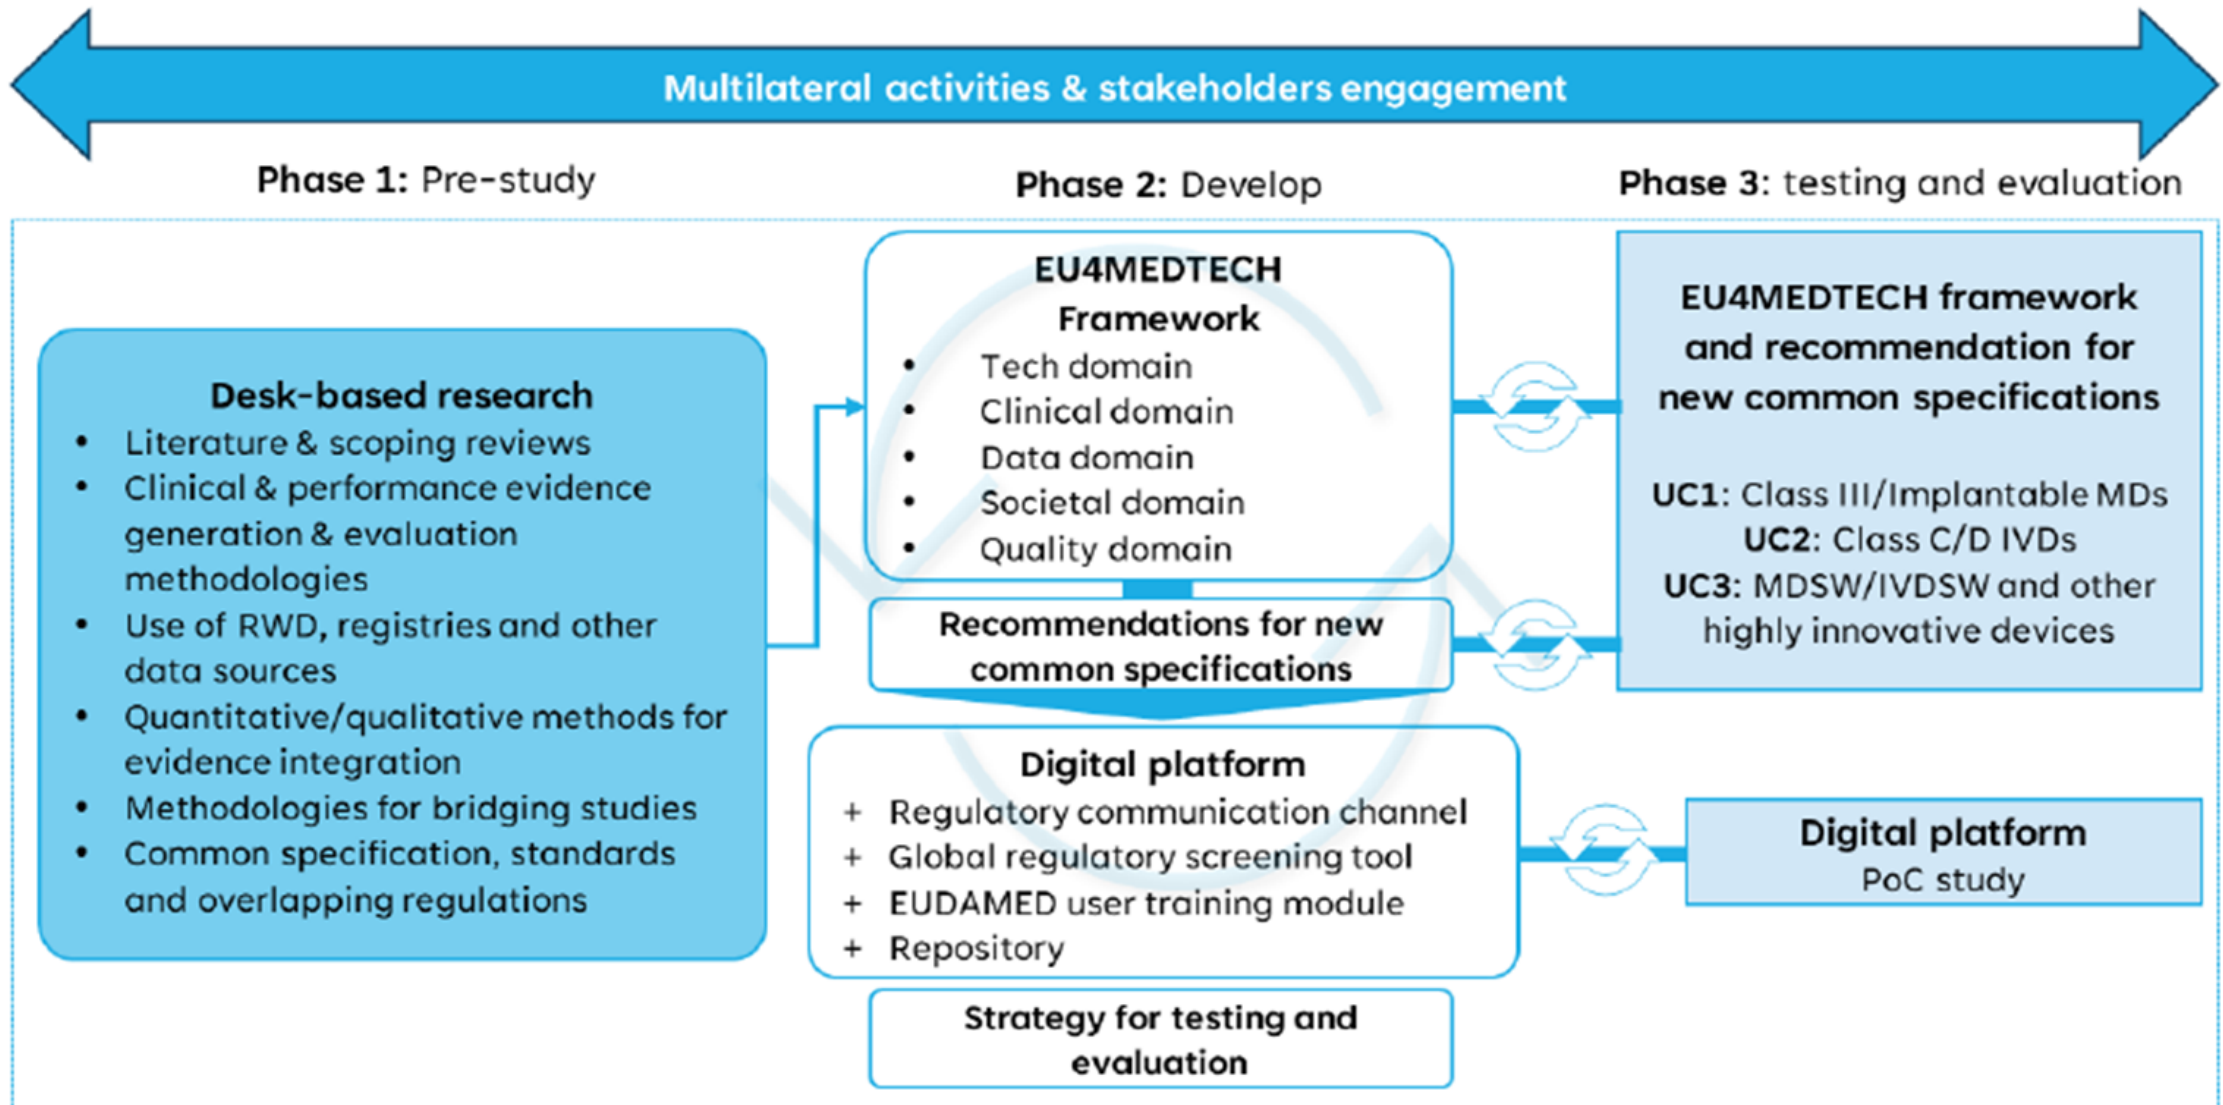 Multilateral activities & stakeholders engagement
Phase 1: Pre-study
Phase 2: Develop
Phase 3: testing and evaluation
Desk-based research
• Literature & scoping reviews
• Clinical & performance evidence
generation & evaluation
methodologies
• Use of RWD, registries and other
data sources
• Quantitative/qualitative methods for
evidence integration
• Methodologies for bridging studies
• Common specification, standards
and overlapping regulations
EU4MEDTECH
Framework
• Tech domain
• Clinical domain
• Data domain
• Societal domain
• Quality domain
Recommendations for new
common specifications
Digital platform
+ Regulatory communication channel
+ Global regulatory screening tool
+ EUDAMED user training module
+ Repository
Strategy for testing and
evaluation
EU4MEDTECH framework
and recommendation for
new common specifications
UC1: Class III/Implantable MDs
UC2: Class C/D IVDs
UC3: MDSW/IVDSW and other
highly innovative devices
Digital platform
PoC study